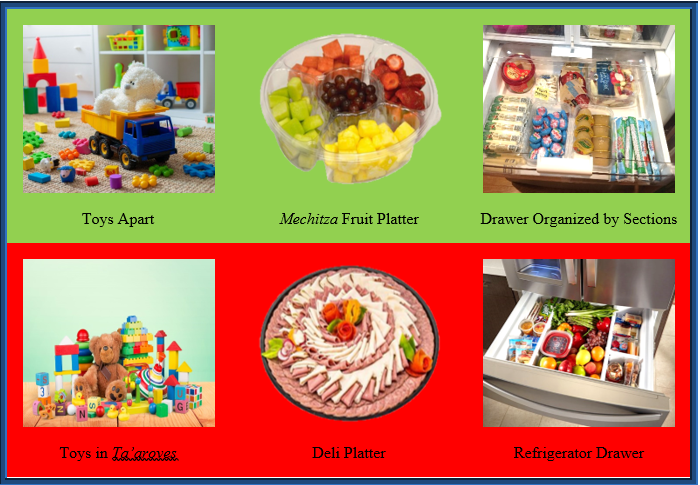 Toys Apart
Mechitza Fruit Platter
Drawer Organized by Sections
Toys in Ta'aroves
Deli Platter
Refrigerator Drawer